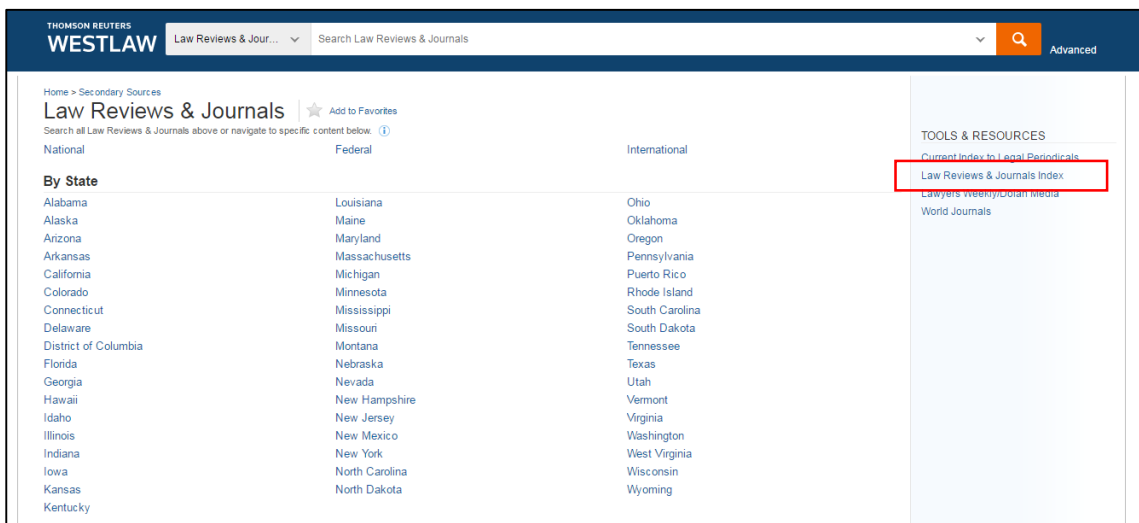 THOMSON REUTERS
WESTLAW
Law Reviews & Jour...
Search Law Reviews & Journals
Advanced
Home > Secondary Sources
Law Reviews & Journals
Add to Favorites
Search all Law Reviews & Journals above or navigate to specific content below.
National
Federal
International
By State
Alabama
Alaska
Arizona
Arkansas
California
Colorado
Connecticut
Delaware
District of Columbia
Florida
Georgia
Hawaii
Idaho
Illinois
Indiana
Iowa
Kansas
Kentucky
Louisiana
Maine
Maryland
Massachusetts
Michigan
Minnesota
Mississippi
Missouri
Montana
Nebraska
Nevada
New Hampshire
New Jersey
New Mexico
New York
North Carolina
North Dakota
Ohio
Oklahoma
Oregon
Pennsylvania
Puerto Rico
Rhode Island
South Carolina
South Dakota
Tennessee
Texas
Utah
Vermont
Virginia
Washington
West Virginia
Wisconsin
Wyoming
TOOLS & RESOURCES
Current Index to Legal Periodicals
Law Reviews & Journals Index
Lawyers Weekly/Dolan Media
World Journals